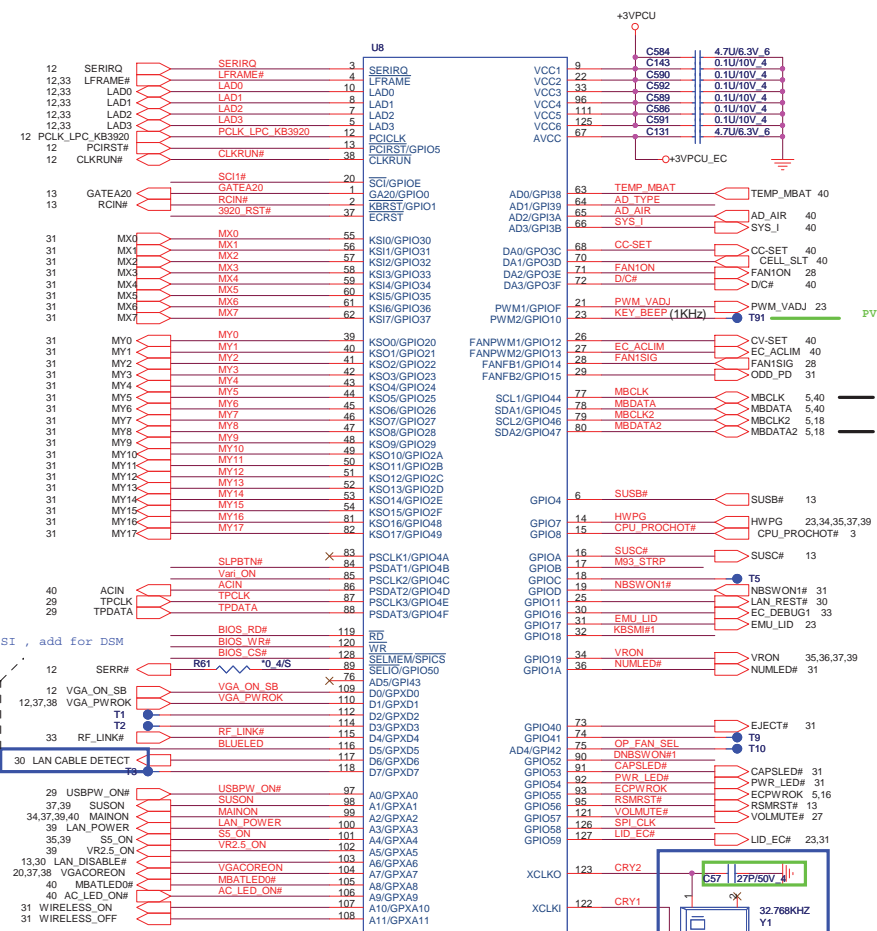 +3VPCU
U8
C584 4.7U/6.3V_6
C143 0.1U/10V_4
C590 0.1U/10V_4
C592 0.1U/10V_4
C589 0.1U/10V_4
C586 0.1U/10V_4
C591 0.1U/10V_4
C131 4.7U/6.3V_6
+3VPCU_EC
12 SERIRQ SERIRQ 3 SERIRQ
12,33 LFRAME# LFRAME# 4 LFRAME
12,33 LAD0 LAD0 10 LAD0
12,33 LAD1 LAD1 8 LAD1
12,33 LAD2 LAD2 7 LAD2
12,33 LAD3 LAD3 5 LAD3
12 PCLK_LPC_KB3920 PCLK_LPC_KB3920 12 PCICLK
12 PCIRST# 13 PCIRST/GPIO5
12 CLKRUN# CLKRUN# 38 CLKRUN
SCI1# 20 SCI/GPIOE
13 GATEA20 GATEA20 1 GA20/GPIO0
13 RCIN# RCIN# 2 KBRST/GPIO1
3920_RST# 37 ECRST
31 MX0 MX0 55 KSI0/GPIO30
31 MX1 MX1 56 KSI1/GPIO31
31 MX2 MX2 57 KSI2/GPIO32
31 MX3 MX3 58 KSI3/GPIO33
31 MX4 MX4 59 KSI4/GPIO34
31 MX5 MX5 60 KSI5/GPIO35
31 MX6 MX6 61 KSI6/GPIO36
31 MX7 MX7 62 KSI7/GPIO37
31 MY0 MY0 39 KSO0/GPIO20
31 MY1 MY1 40 KSO1/GPIO21
31 MY2 MY2 41 KSO2/GPIO22
31 MY3 MY3 42 KSO3/GPIO23
31 MY4 MY4 43 KSO4/GPIO24
31 MY5 MY5 44 KSO5/GPIO25
31 MY6 MY6 45 KSO6/GPIO26
31 MY7 MY7 46 KSO7/GPIO27
31 MY8 MY8 47 KSO8/GPIO28
31 MY9 MY9 48 KSO9/GPIO29
31 MY10 MY10 49 KSO10/GPIO2A
31 MY11 MY11 50 KSO11/GPIO2B
31 MY12 MY12 51 KSO12/GPIO2C
31 MY13 MY13 52 KSO13/GPIO2D
31 MY14 MY14 53 KSO14/GPIO2E
31 MY15 MY15 54 KSO15/GPIO2F
31 MY16 MY16 81 KSO16/GPIO48
31 MY17 MY17 82 KSO17/GPIO49
83 PSCLK1/GPIO4A
SLPBTN# 84 PSDAT1/GPIO4B
Vari_ON 85 PSCLK2/GPIO4C
40 ACIN ACIN 86 PSDAT2/GPIO4D
29 TPCLK TPCLK 87 PSCLK3/GPIO4E
29 TPDATA TPDATA 88 PSDAT3/GPIO4F
BIOS_RD# 119 RD
BIOS_WR# 120 WR
BIOS_CS# 128 SELMEM/SPICS
SI , add for DSM
12 SERR# R61 *0_4/S 89 SELIO/GPIO50
76 AD5/GPI43
12 VGA_ON_SB VGA_ON_SB 109 D0/GPXD0
12,37,38 VGA_PWROK VGA_PWROK 110 D1/GPXD1
T1 112 D2/GPXD2
T2 114 D3/GPXD3
33 RF_LINK# RF_LINK# 115 D4/GPXD4
BLUELED 116 D5/GPXD5
30 LAN CABLE DETECT 117 D6/GPXD6
T3 118 D7/GPXD7
29 USBPW_ON# USBPW_ON# 97 A0/GPXA0
37,39 SUSON SUSON 98 A1/GPXA1
34,37,39,40 MAINON MAINON 99 A2/GPXA2
39 LAN_POWER LAN_POWER 100 A3/GPXA3
35,39 S5_ON S5_ON 101 A4/GPXA4
39 VR2.5_ON VR2.5_ON 102 A5/GPXA5
13,30 LAN_DISABLE# 103 A6/GPXA6
20,37,38 VGACOREON VGACOREON 104 A7/GPXA7
40 MBATLED0# MBATLED0# 105 A8/GPXA8
40 AC_LED_ON# AC_LED_ON# 106 A9/GPXA9
31 WIRELESS_ON 107 A10/GPXA10
31 WIRELESS_OFF 108 A11/GPXA11
VCC1 9
VCC2 22
VCC3 33
VCC4 96
VCC5 111
VCC6 125
AVCC 67
AD0/GPI38 63 TEMP_MBAT TEMP_MBAT 40
AD1/GPI39 64 AD_TYPE
AD2/GPI3A 65 AD_AIR AD_AIR 40
AD3/GPI3B 66 SYS_I SYS_I 40
DA0/GPO3C 68 CC-SET CC-SET 40
DA1/GPO3D 70 CELL_SLT 40
DA2/GPO3E 71 FAN1ON FAN1ON 28
DA3/GPO3F 72 D/C# D/C# 40
PWM1/GPIOF 21 PWM_VADJ PWM_VADJ 23
PWM2/GPIO10 23 KEY_BEEP (1KHz) T91 PV
FANPWM1/GPIO12 26 CV-SET 40
FANPWM2/GPIO13 27 EC_ACLIM EC_ACLIM 40
FANFB1/GPIO14 28 FAN1SIG FAN1SIG 28
FANFB2/GPIO15 29 ODD_PD 31
SCL1/GPIO44 77 MBCLK MBCLK 5,40
SDA1/GPIO45 78 MBDATA MBDATA 5,40
SCL2/GPIO46 79 MBCLK2 MBCLK2 5,18
SDA2/GPIO47 80 MBDATA2 MBDATA2 5,18
GPIO4 6 SUSB# SUSB# 13
GPIO7 14 HWPG HWPG 23,34,35,37,39
GPIO8 15 CPU_PROCHOT# CPU_PROCHOT# 3
GPIOA 16 SUSC# SUSC# 13
GPIOB 17 M93_STRP
GPIOC 18 T5
GPIOD 19 NBSWON1# NBSWON1# 31
GPIO11 25 LAN_REST# 30
GPIO16 30 EC_DEBUG1 33
GPIO17 31 EMU_LID EMU_LID 23
GPIO18 32 KBSMI#1
GPIO19 34 VRON VRON 35,36,37,39
GPIO1A 36 NUMLED# NUMLED# 31
GPIO40 73 EJECT# 31
GPIO41 74 T9
AD4/GPI42 75 OP_FAN_SEL T10
GPIO52 90 DNBSWON#1
GPIO53 91 CAPSLED# CAPSLED# 31
GPIO54 92 PWR_LED# PWR_LED# 31
GPIO55 93 ECPWROK ECPWROK 5,16
GPIO56 95 RSMRST# RSMRST# 13
GPIO57 121 VOLMUTE# VOLMUTE# 27
GPIO58 126 SPI_CLK
GPIO59 127 LID_EC# LID_EC# 23,31
XCLKO 123 CRY2
C57 27P/50V_4
XCLKI 122 CRY1
1 2
32.768KHZ
Y1